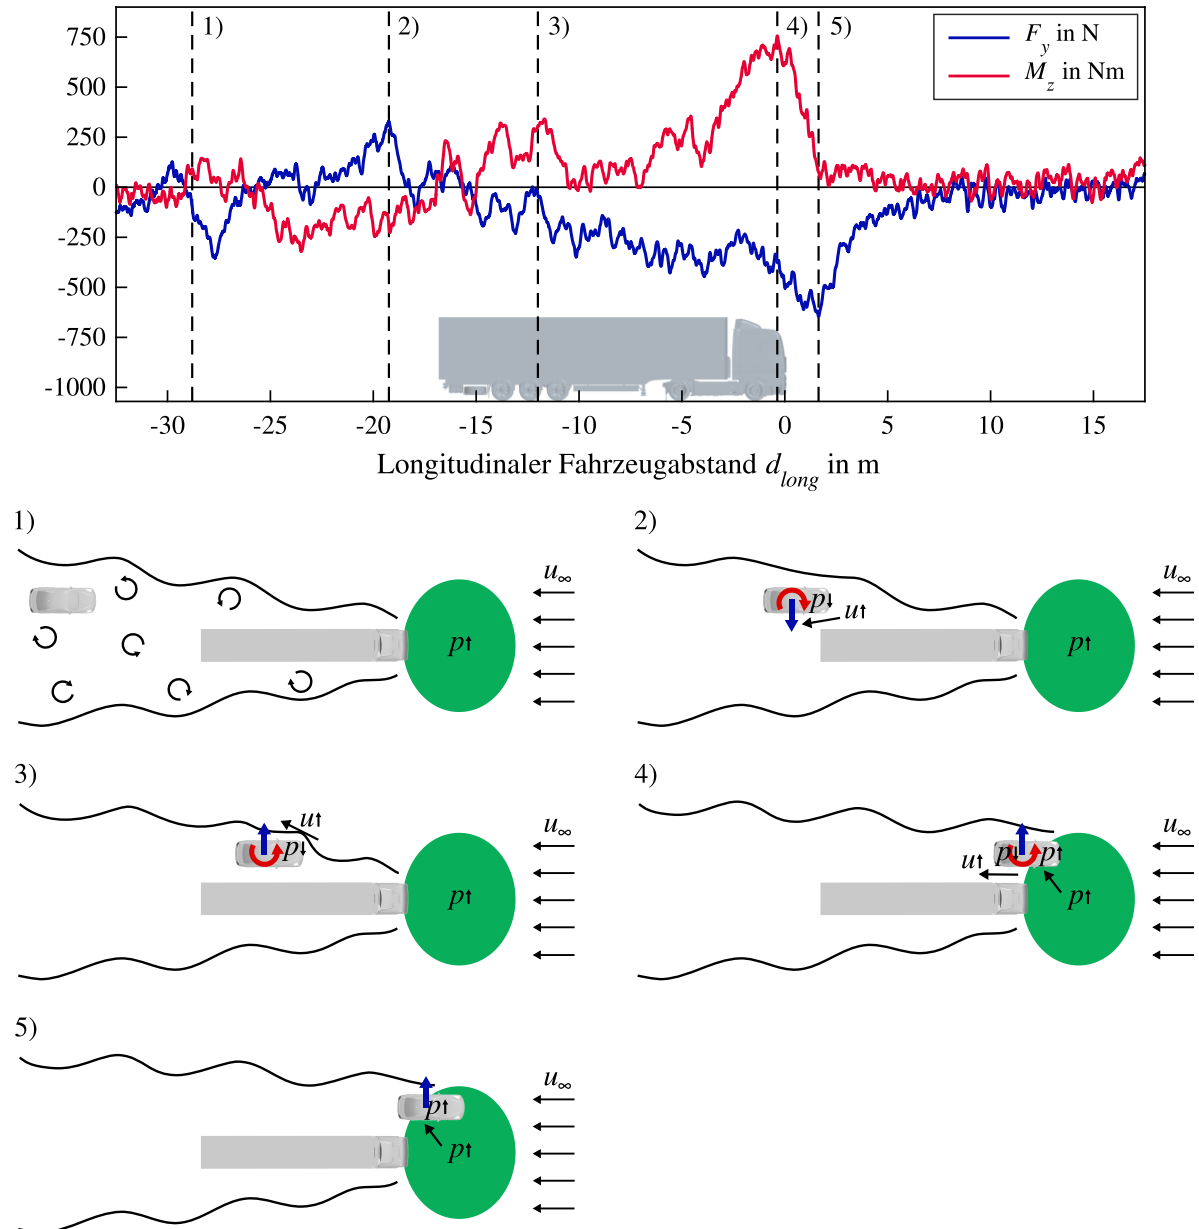 1) 2) 3) 4) 5)
F_y in N
M_z in Nm
750
500
250
0
-250
-500
-750
-1000
-30 -25 -20 -15 -10 -5 0 5 10 15
Longitudinaler Fahrzeugabstand d_long in m
1)
u∞
p↑
2)
u∞
p↓
u↑
p↑
3)
u↑
u∞
p↓
p↑
4)
u∞
p↓ p↑
u↑
p↑
5)
u∞
p↑
p↑